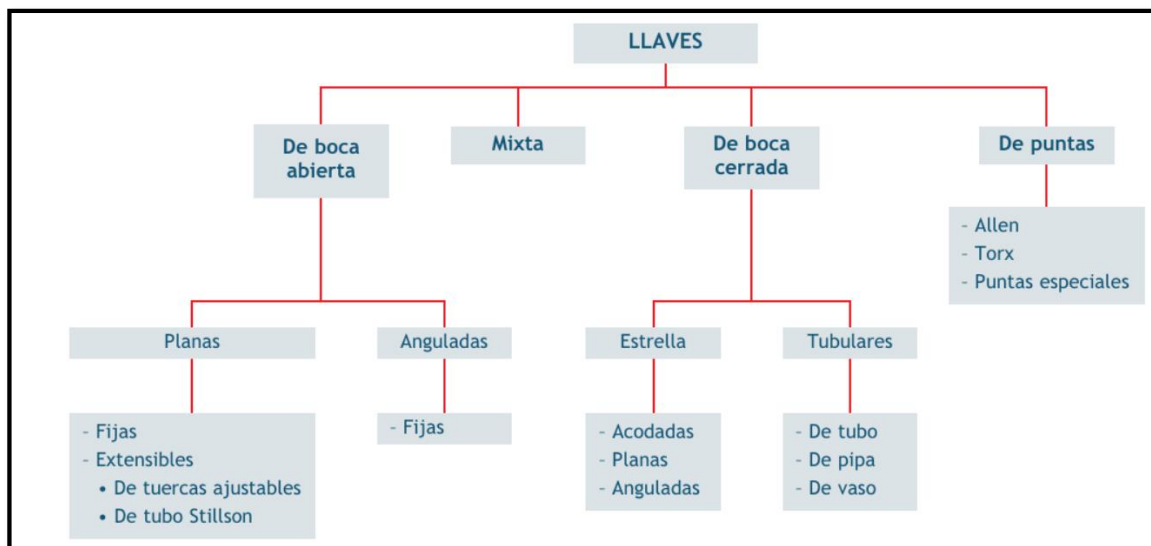 LLAVES
De boca
abierta
Mixta
De boca
cerrada
De puntas
- Allen
- Torx
- Puntas especiales
Planas
Anguladas
Estrella
Tubulares
- Fijas
- Extensibles
• De tuercas ajustables
• De tubo Stillson
- Fijas
- Acodadas
- Planas
- Anguladas
- De tubo
- De pipa
- De vaso